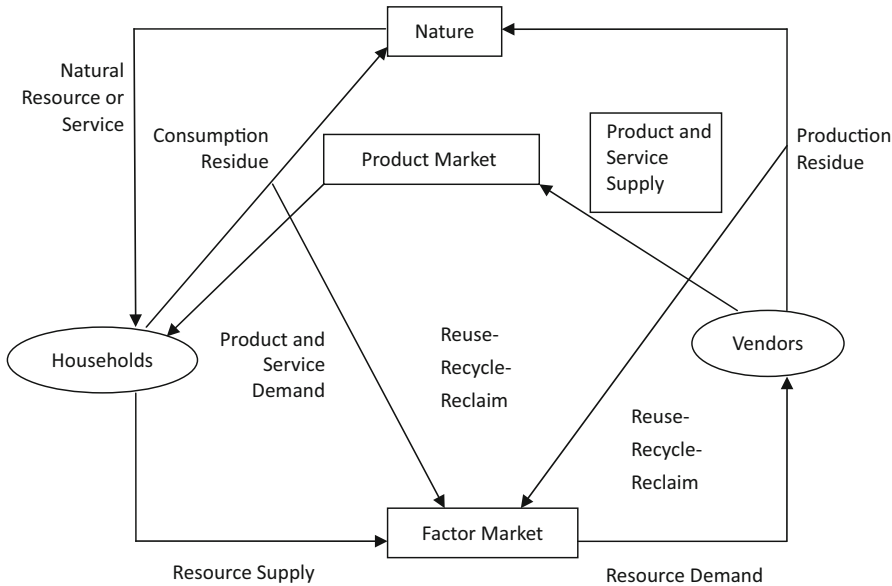 Nature
Natural
Resource or
Service
Consumption
Residue
Product Market
Product and
Service
Supply
Production
Residue
Households
Product and
Service
Demand
Reuse-
Recycle-
Reclaim
Vendors
Reuse-
Recycle-
Reclaim
Factor Market
Resource Supply
Resource Demand